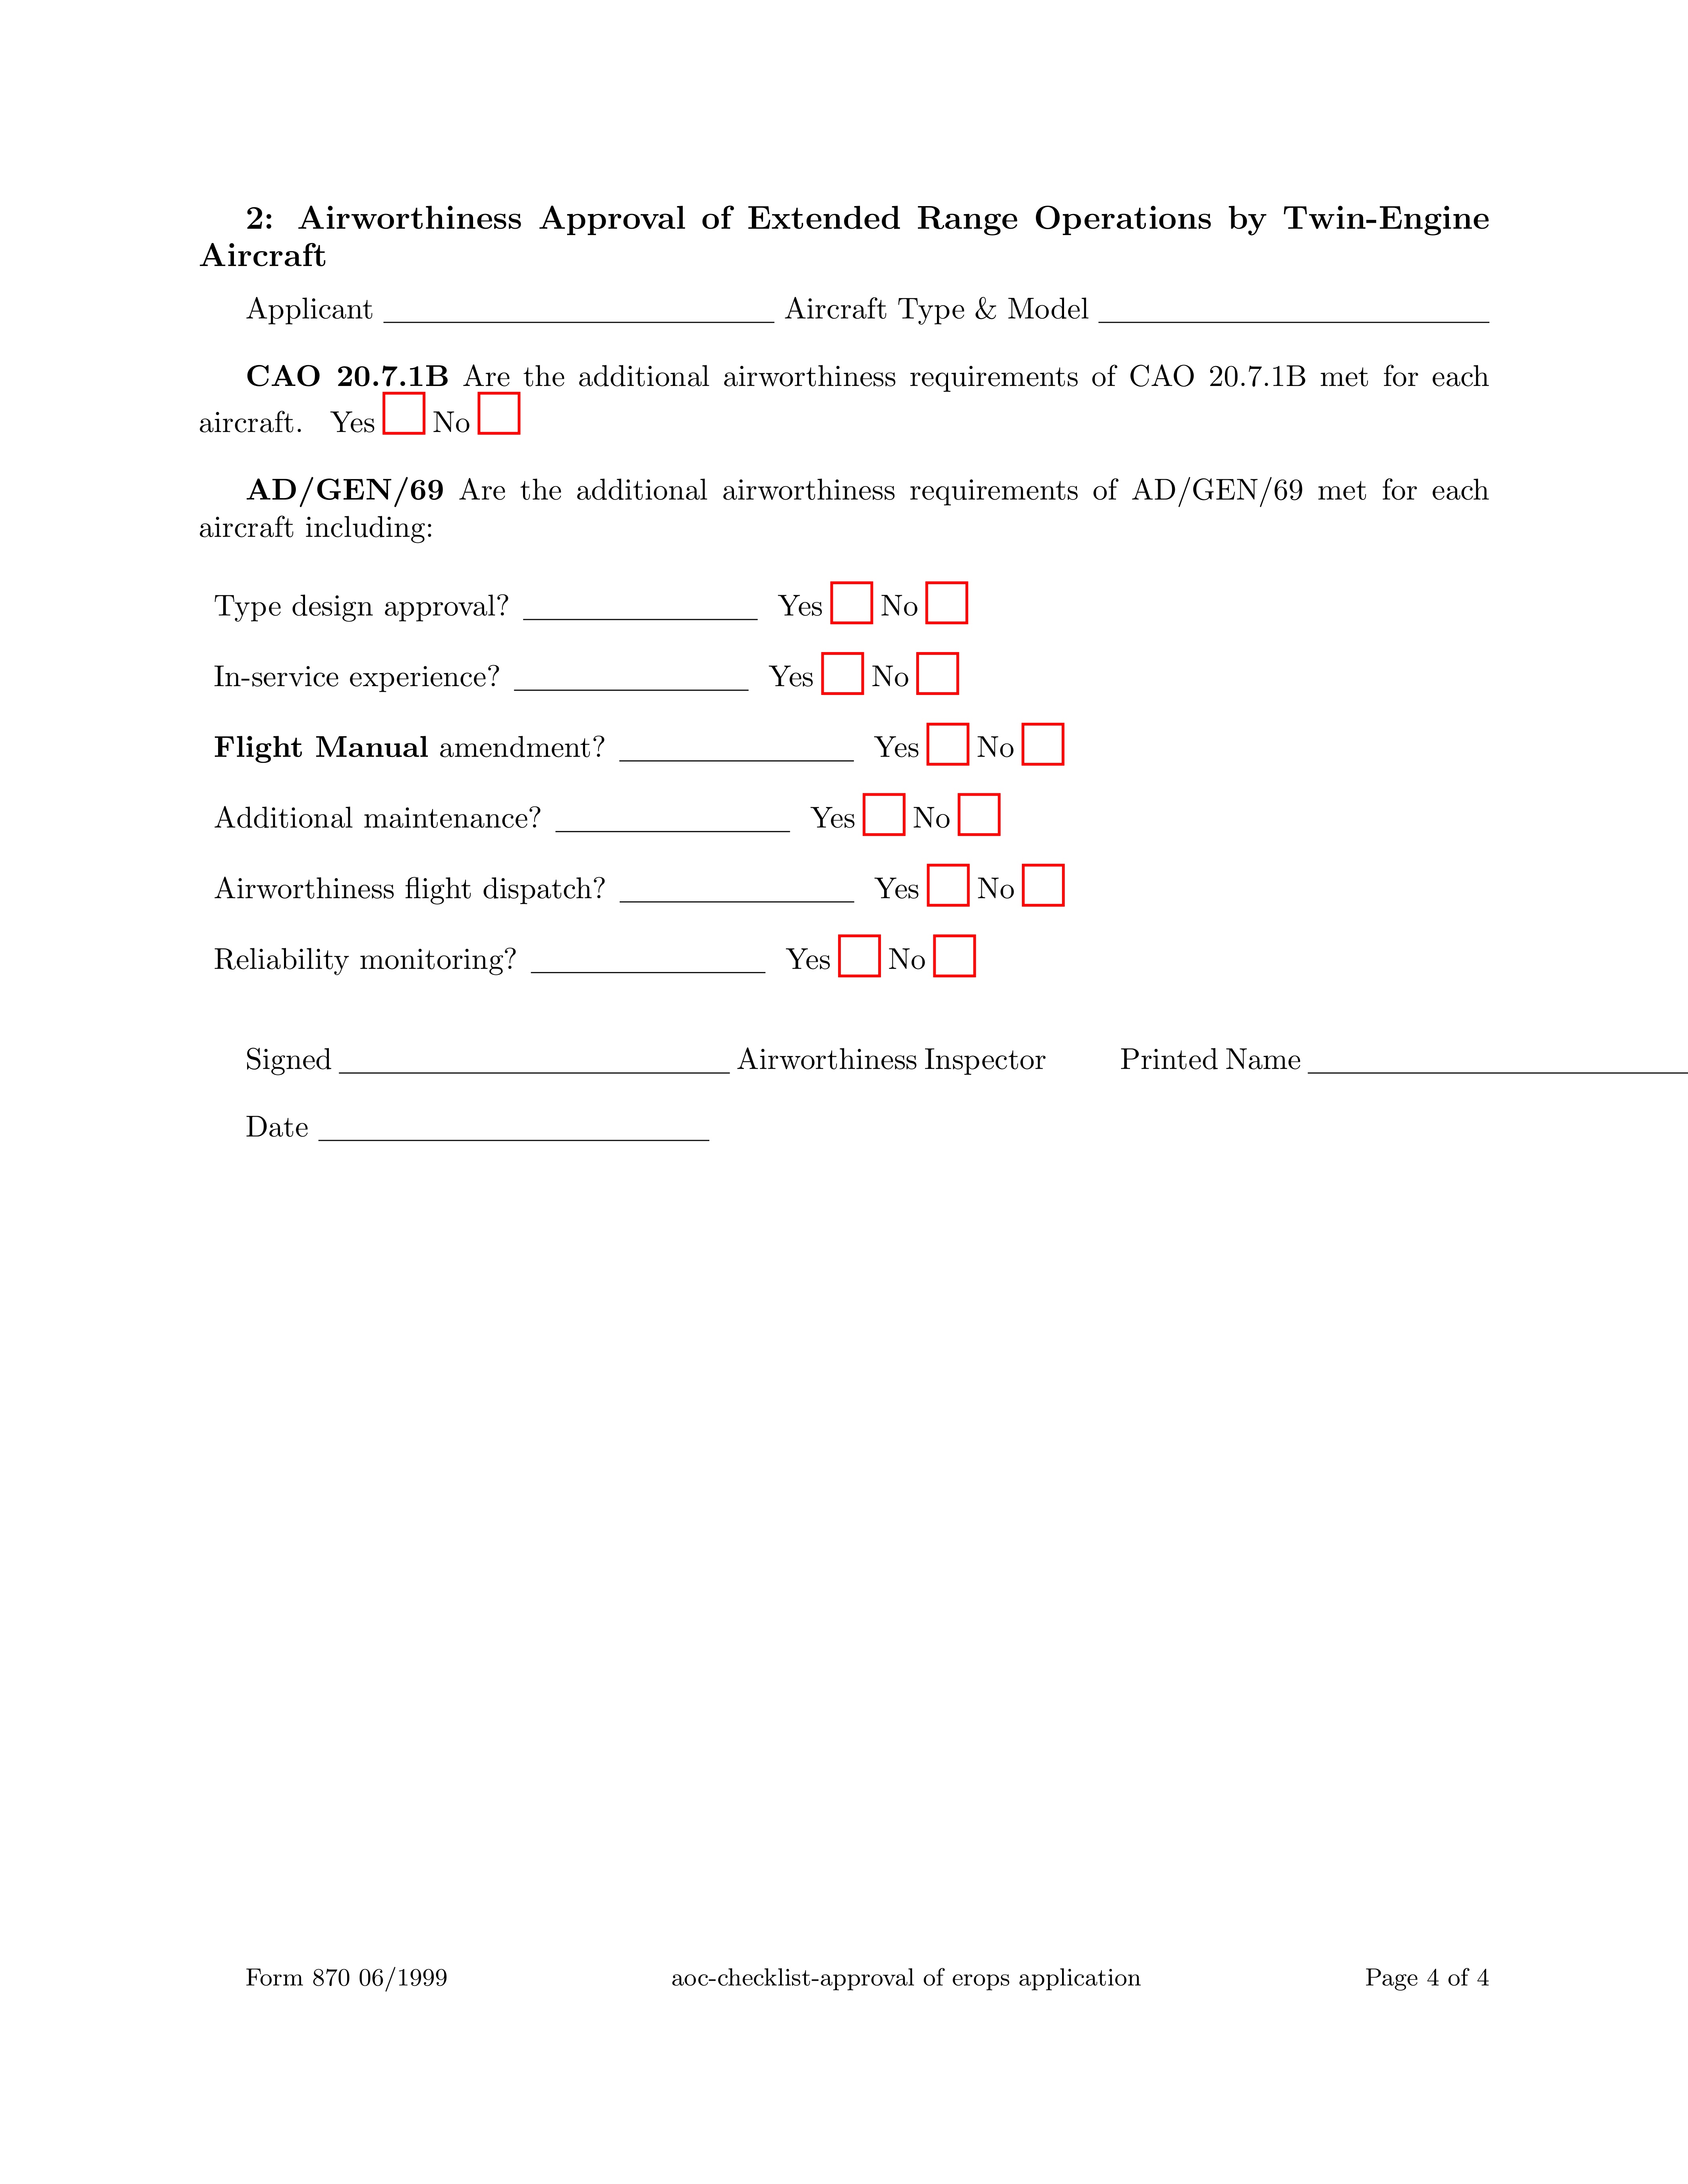 2: Airworthiness Approval of Extended Range Operations by Twin-Engine
Aircraft
Applicant Aircraft Type & Model
CAO 20.7.1B Are the additional airworthiness requirements of CAO 20.7.1B met for each
aircraft. Yes No
AD/GEN/69 Are the additional airworthiness requirements of AD/GEN/69 met for each
aircraft including:
Type design approval? Yes No
In-service experience? Yes No
Flight Manual amendment? Yes No
Additional maintenance? Yes No
Airworthiness flight dispatch? Yes No
Reliability monitoring? Yes No
Signed Airworthiness Inspector Printed Name
Date
Form 870 06/1999 aoc-checklist-approval of erops application Page 4 of 4